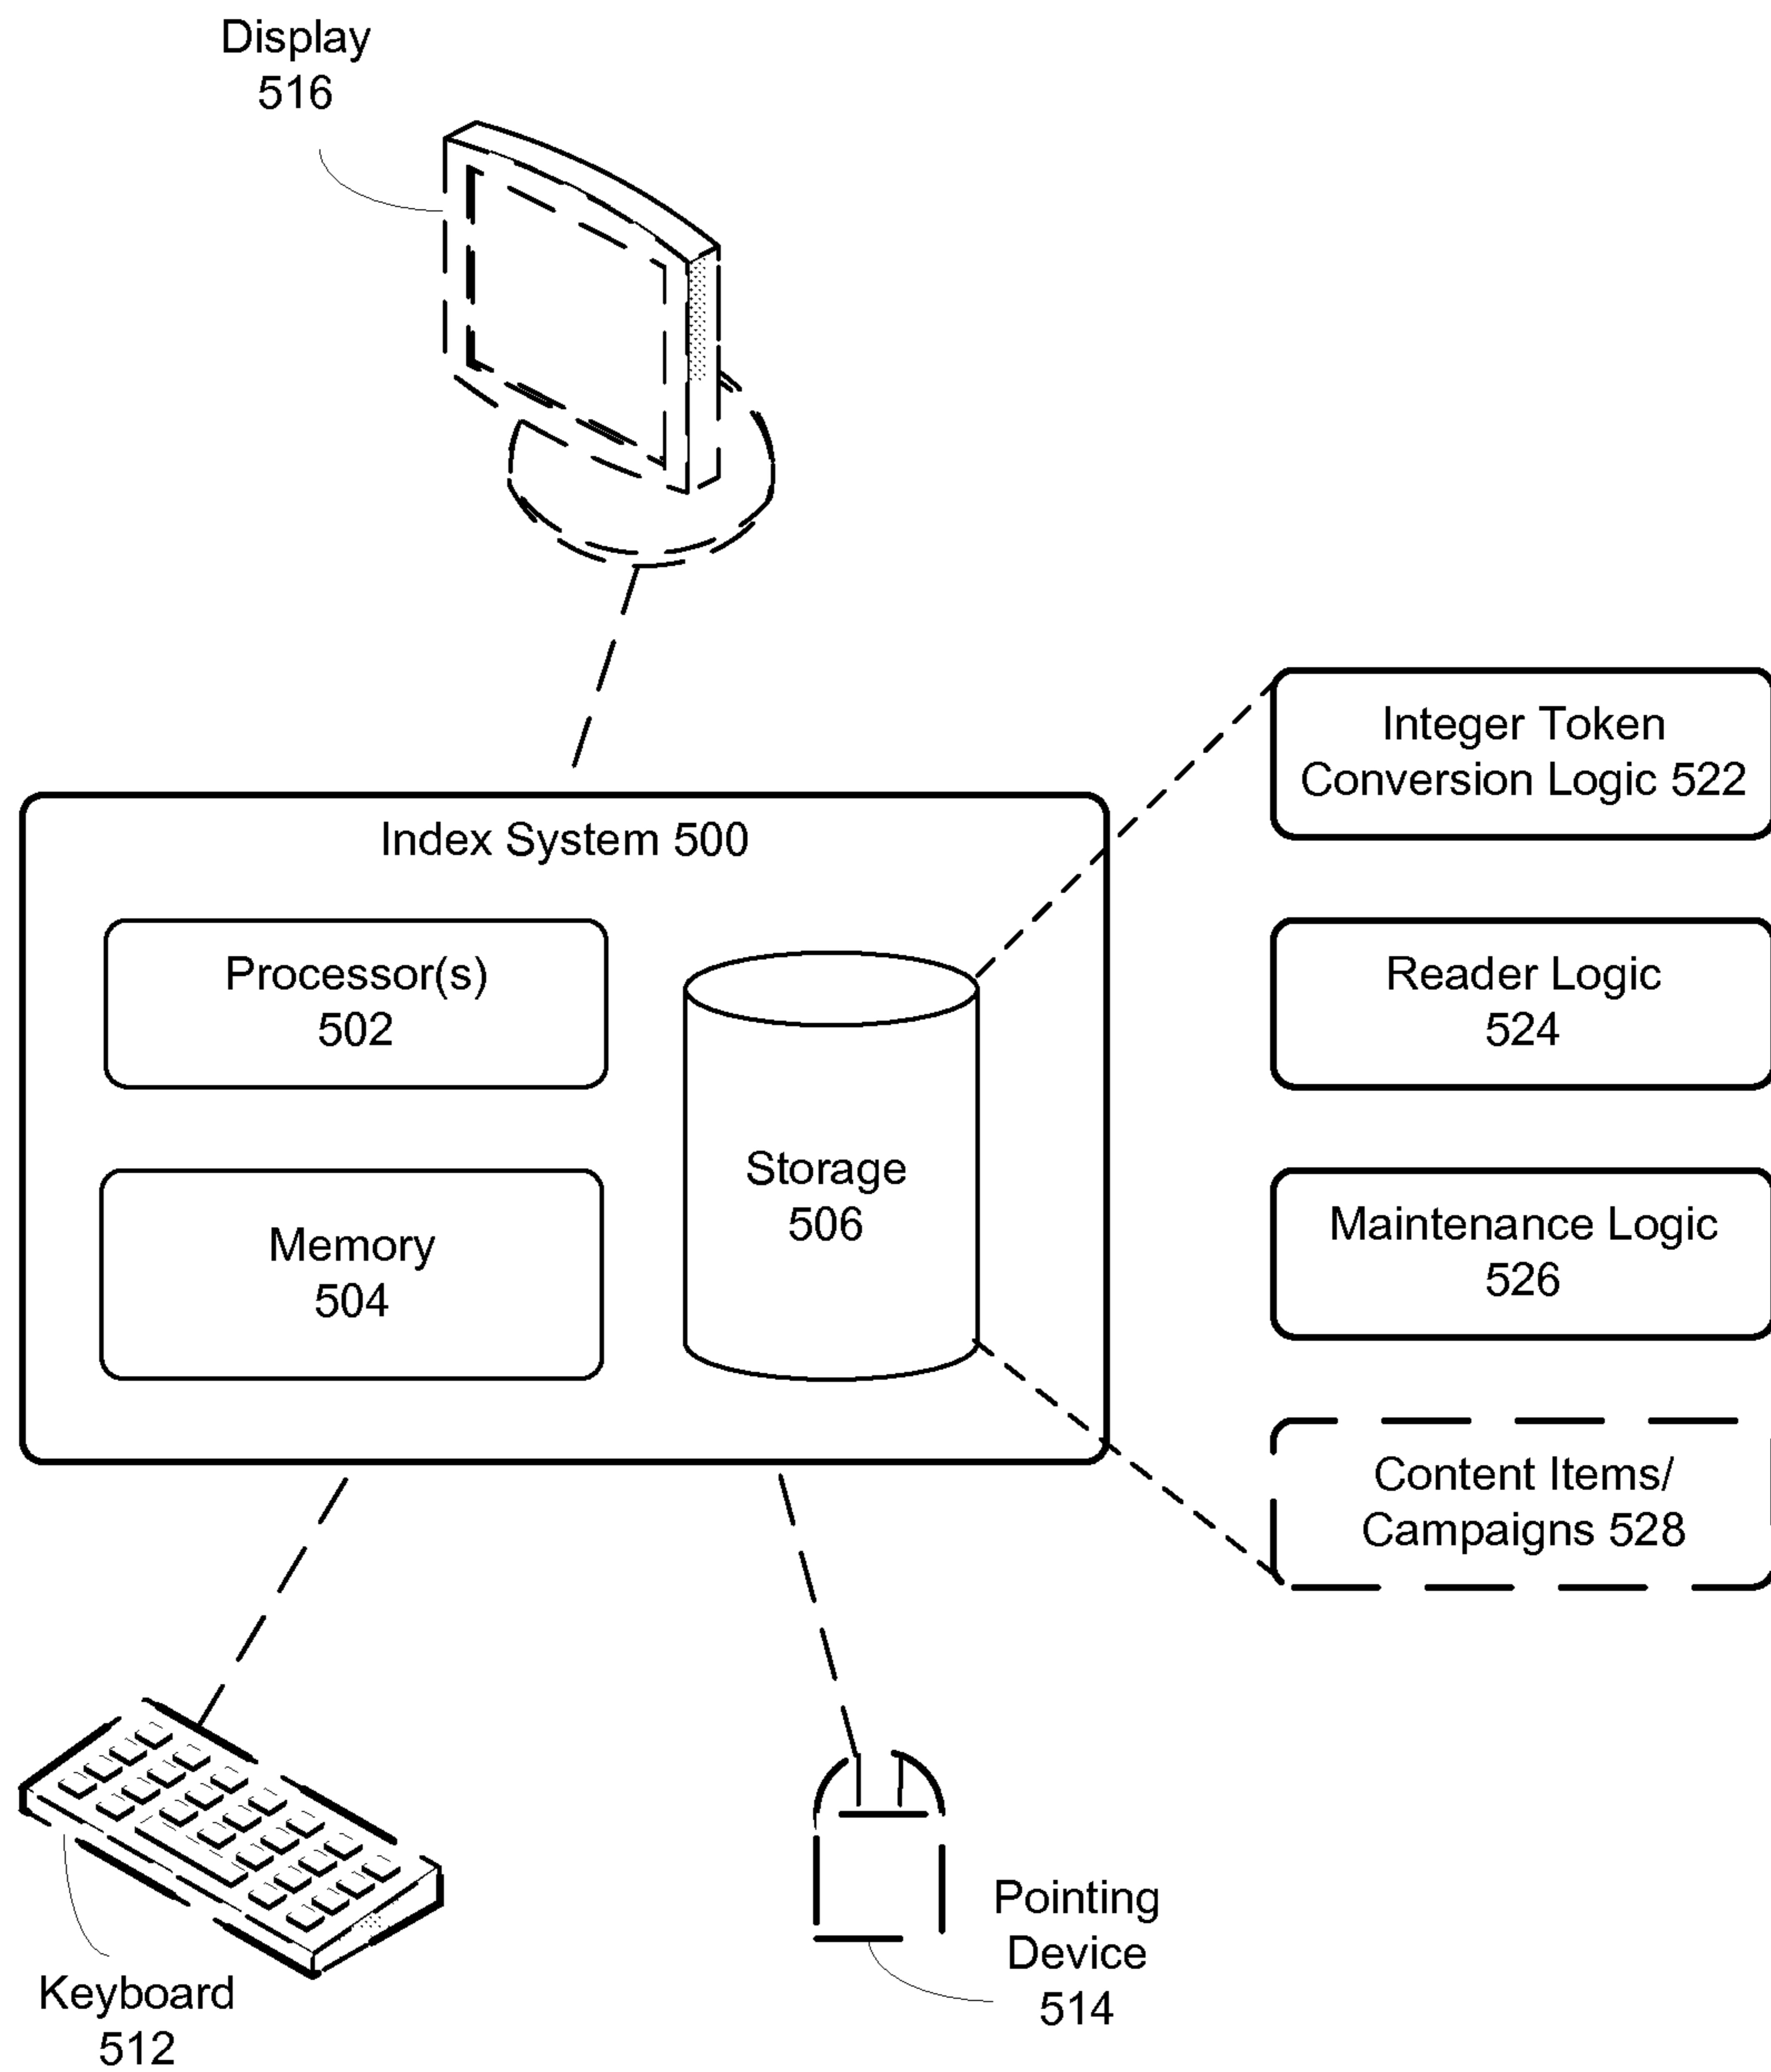 Display
516
Integer Token
Conversion Logic 522
Index System 500
Processor(s)
502
Reader Logic
524
Storage
506
Memory
504
Maintenance Logic
526
Content Items/
Campaigns 528
Pointing
Device
514
Keyboard
512